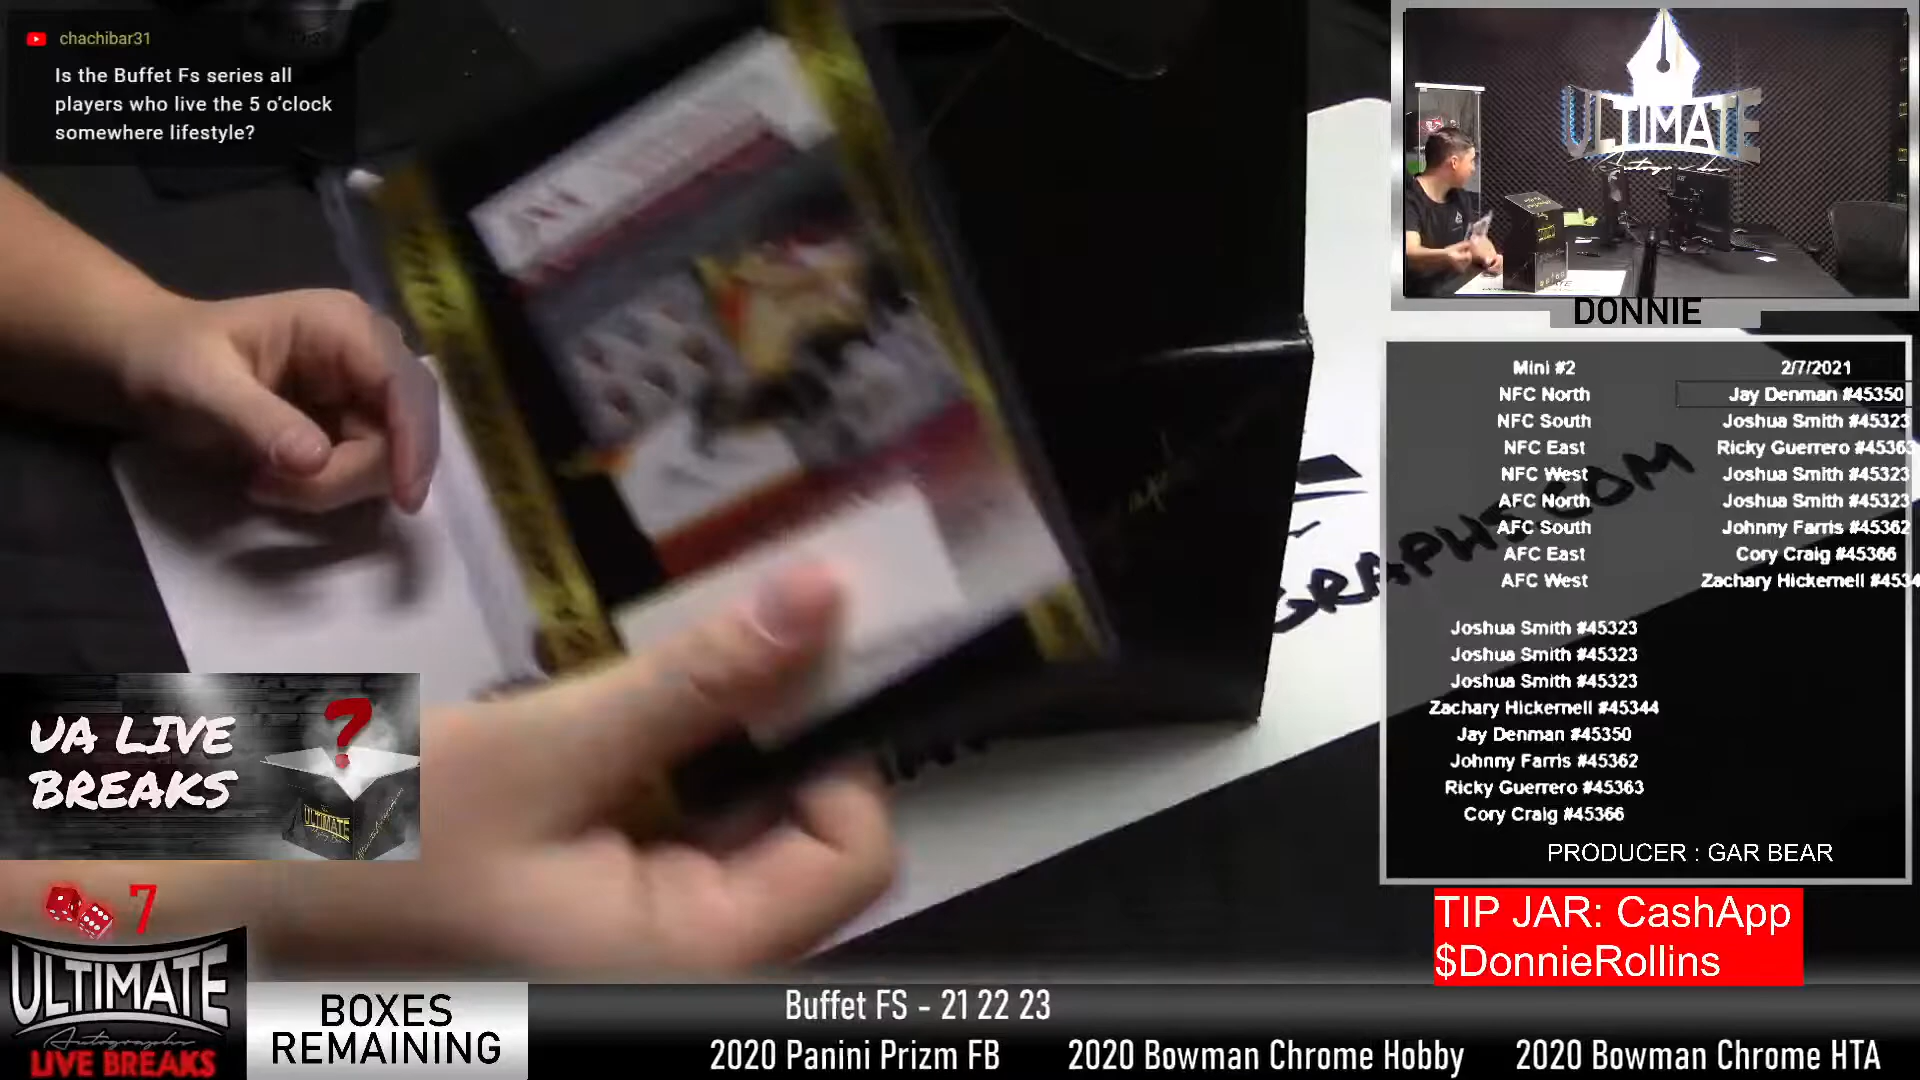 chachibar31
Is the Buffet Fs series all
players who live the 5 o'clock
somewhere lifestyle?
ULTIMATE
DONNIE
Mini #2 2/7/2021
NFC North Jay Denman #45350
NFC South Joshua Smith #45323
NFC East Ricky Guerrero #45363
NFC West Joshua Smith #45323
AFC North Joshua Smith #45323
AFC South Johnny Farris #45362
AFC East Cory Craig #45366
AFC West Zachary Hickernell #4534
Joshua Smith #45323
Joshua Smith #45323
Joshua Smith #45323
Zachary Hickernell #45344
Jay Denman #45350
Johnny Farris #45362
Ricky Guerrero #45363
Cory Craig #45366
PRODUCER : GAR BEAR
GRAPHS.COM
UA LIVE
BREAKS
?
ULTIMATE
7
ULTIMATE
Autographs
LIVE BREAKS
BOXES
REMAINING
TIP JAR: CashApp
$DonnieRollins
Buffet FS - 21 22 23
2020 Panini Prizm FB 2020 Bowman Chrome Hobby 2020 Bowman Chrome HTA